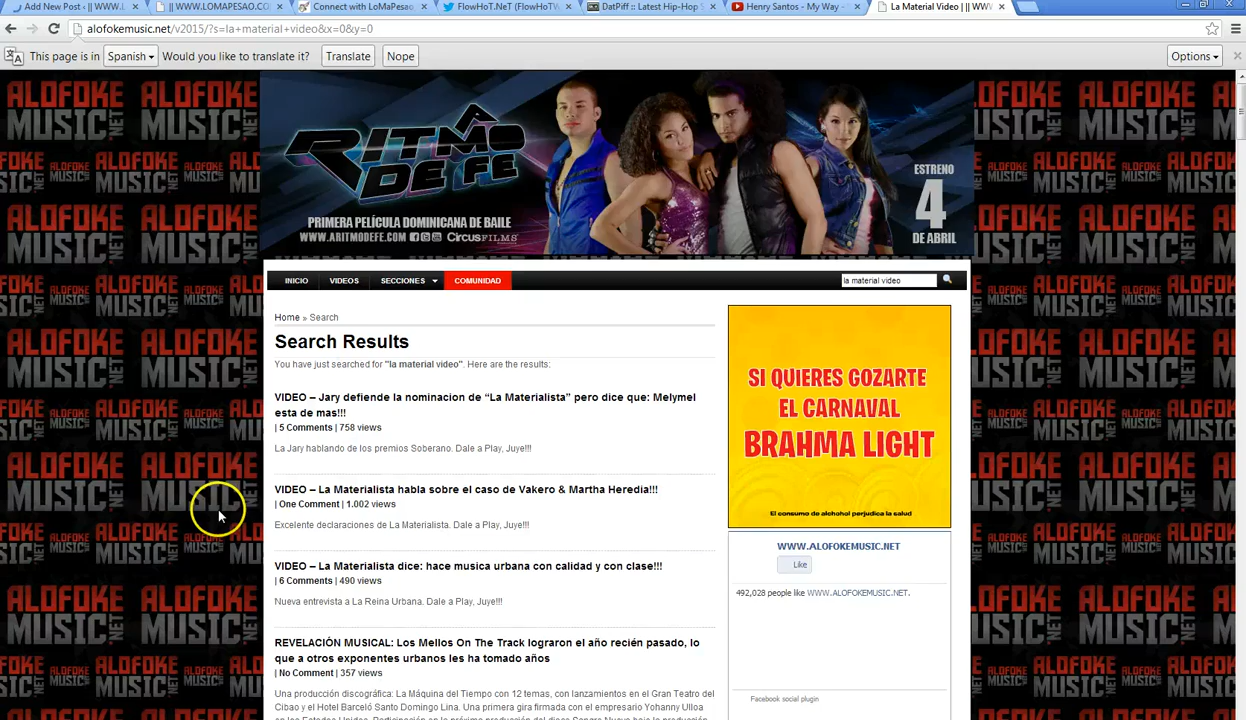 Add New Post ‹ || WWW.L
|| WWW.LOMAPESAO.CO
Connect with LoMaPesao.
FlowHoT.NeT (FlowHOTW
DatPiff :: Latest Hip-Hop S
Henry Santos - My Way -
La Material Video | || WW
alofokemusic.net/v2015/?s=la+material+video&x=0&y=0
This page is in Spanish Would you like to translate it? Translate Nope Options
A RITMO DE FE
PRIMERA PELÍCULA DOMINICANA DE BAILE
WWW.ARITMODEFE.COM CIRCUSFILMS
ESTRENO
4
DE ABRIL
ALOFOKE MUSIC.NET
INICIO VIDEOS SECCIONES COMUNIDAD la material video
Home » Search
Search Results
You have just searched for "la material video". Here are the results:
VIDEO – Jary defiende la nominacion de “La Materialista” pero dice que: Melymel
esta de mas!!!
| 5 Comments | 758 views
La Jary hablando de los premios Soberano. Dale a Play, Juye!!!
VIDEO – La Materialista habla sobre el caso de Vakero & Martha Heredia!!!
| One Comment | 1.002 views
Excelente declaraciones de La Materialista. Dale a Play, Juye!!!
VIDEO – La Materialista dice: hace musica urbana con calidad y con clase!!!
| 6 Comments | 490 views
Nueva entrevista a La Reina Urbana. Dale a Play, Juye!!!
REVELACIÓN MUSICAL: Los Mellos On The Track lograron el año recién pasado, lo
que a otros exponentes urbanos les ha tomado años
| No Comment | 357 views
Una producción discográfica: La Máquina del Tiempo con 12 temas, con lanzamientos en el Gran Teatro del
Cibao y el Hotel Barceló Santo Domingo Lina. Una primera gira firmada con el empresario Yohanny Ulloa
SI QUIERES GOZARTE
EL CARNAVAL
BRAHMA LIGHT
El consumo de alchohol perjudica la salud
WWW.ALOFOKEMUSIC.NET
Like
492,028 people like WWW.ALOFOKEMUSIC.NET.
Facebook social plugin